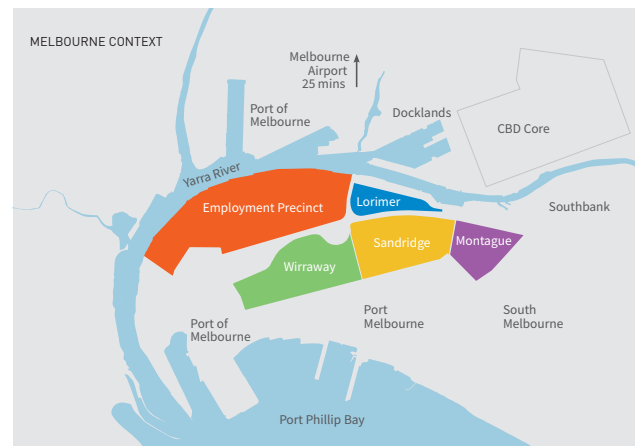 MELBOURNE CONTEXT
Melbourne
Airport
25 mins
Port of
Melbourne
Docklands
CBD Core
Yarra River
Employment Precinct
Lorimer
Southbank
Sandridge
Montague
Wirraway
Port of
Melbourne
Port
Melbourne
South
Melbourne
Port Phillip Bay